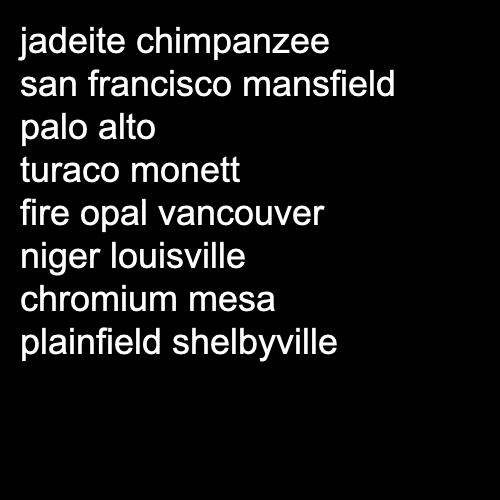 jadeite chimpanzee
san francisco mansfield
palo alto
turaco monett
fire opal vancouver
niger louisville
chromium mesa
plainfield shelbyville